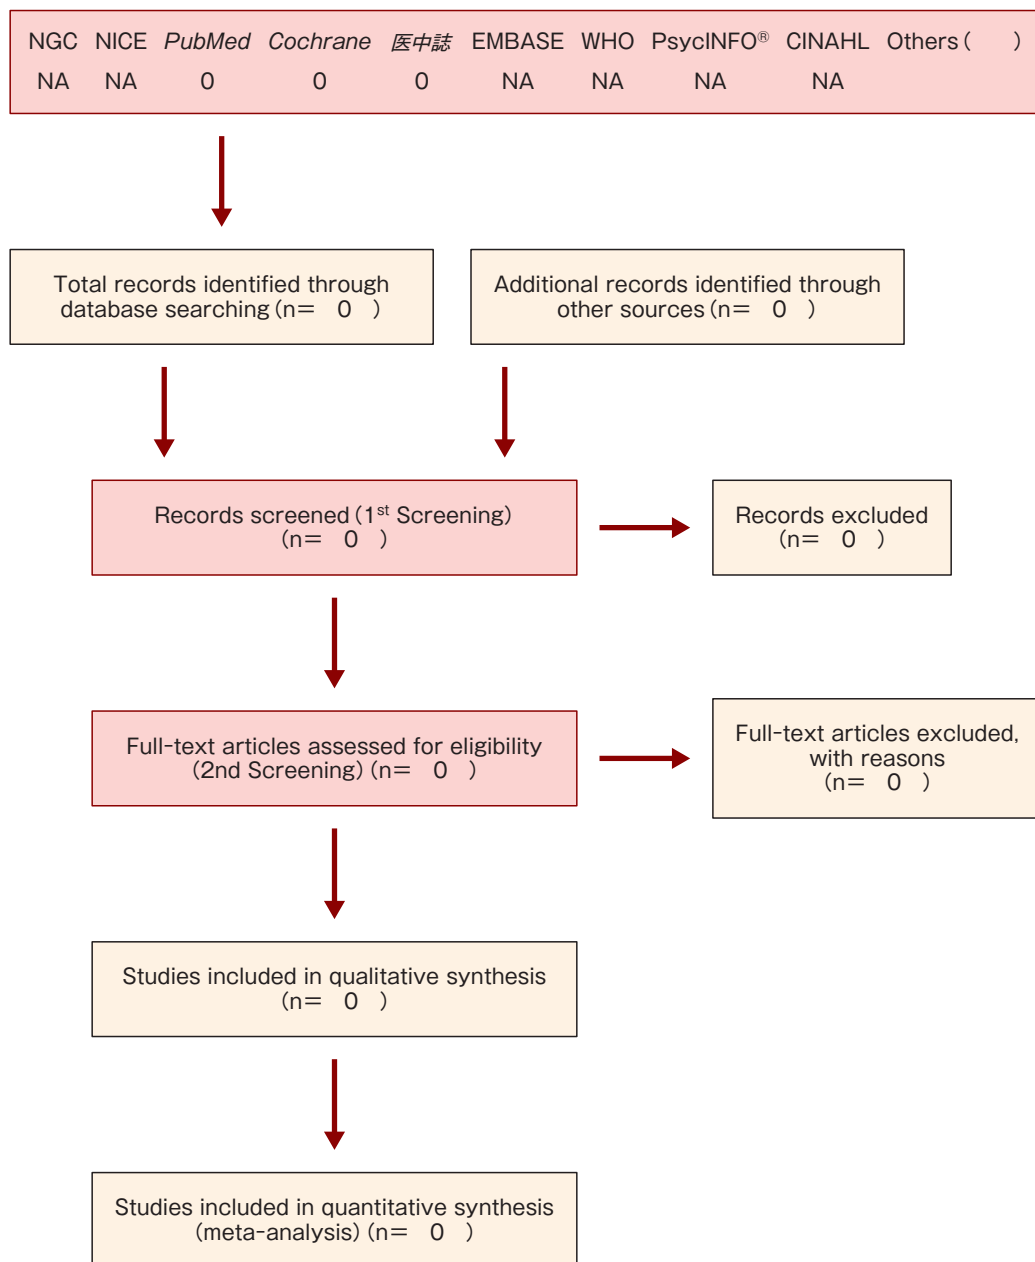 NGC NICE PubMed Cochrane 医中誌 EMBASE WHO PsycINFO® CINAHL Others (　　)
NA NA 0 0 0 NA NA NA NA
Total records identified through
database searching (n=　0　)
Additional records identified through
other sources (n=　0　)
Records screened (1st Screening)
(n=　0　)
Records excluded
(n=　0　)
Full-text articles assessed for eligibility
(2nd Screening) (n=　0　)
Full-text articles excluded,
with reasons
(n=　0　)
Studies included in qualitative synthesis
(n=　0　)
Studies included in quantitative synthesis
(meta-analysis) (n=　0　)